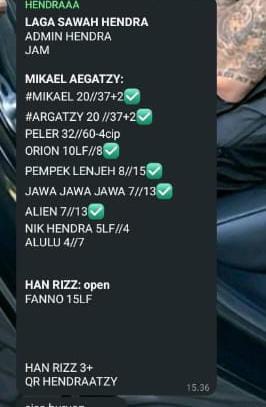 HENDRAAA
LAGA SAWAH HENDRA
ADMIN HENDRA
JAM
MIKAEL AEGATZY:
#MIKAEL 20//37+2✅
#ARGATZY 20 //37+2✅
PELER 32//60-4cip
ORION 10LF//8✅
PEMPEK LENJEH 8//15✅
JAWA JAWA JAWA 7//13✅
ALIEN 7//13✅
NIK HENDRA 5LF//4
ALULU 4//7
HAN RIZZ: open
FANNO 15LF
HAN RIZZ 3+
QR HENDRAATZY
15.36